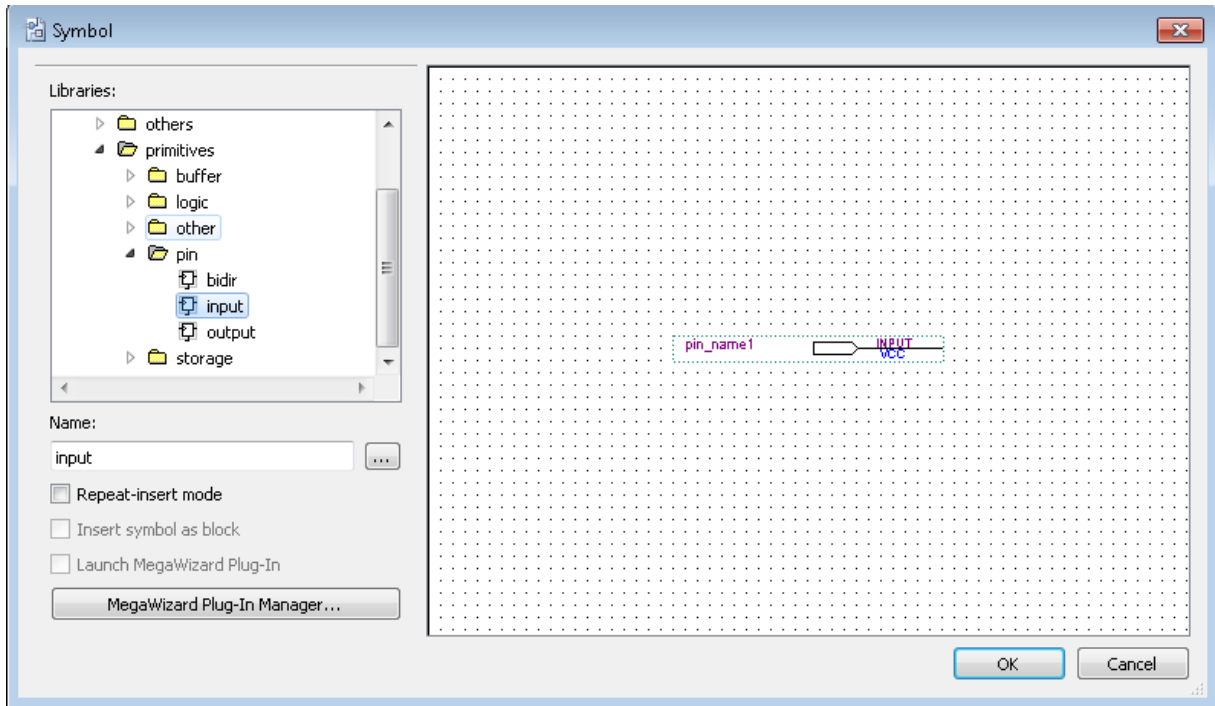 Symbol
Libraries:
others
primitives
buffer
logic
other
pin
bidir
input
output
storage
Name:
input
...
Repeat-insert mode
Insert symbol as block
Launch MegaWizard Plug-In
MegaWizard Plug-In Manager...
pin_name1
INPUT
VCC
OK
Cancel